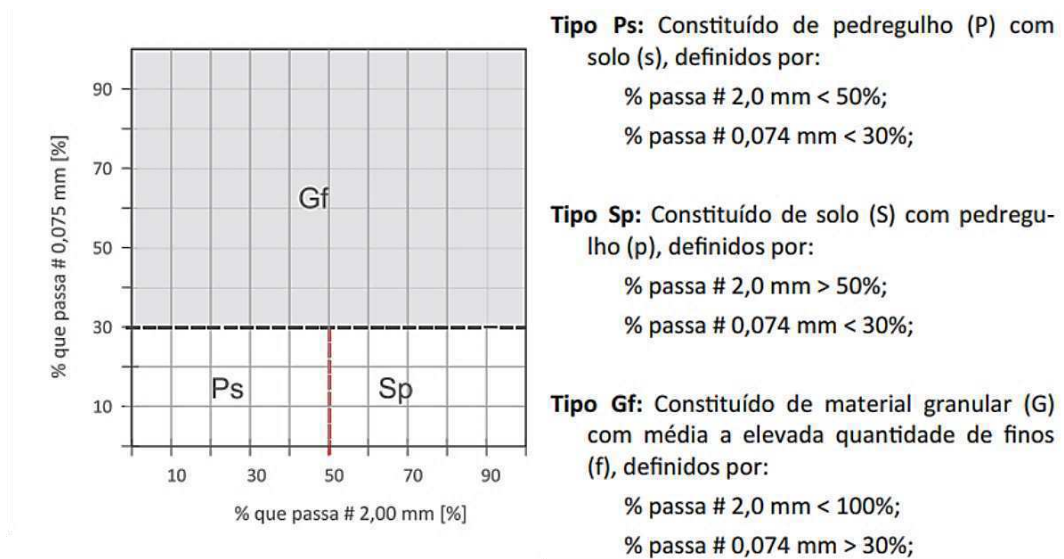 90
70
50
30
10
% que passa # 0,075 mm [%]
Gf
Ps
Sp
10
30
50
70
90
% que passa # 2,00 mm [%]
Tipo Ps: Constituído de pedregulho (P) com
solo (s), definidos por:
% passa # 2,0 mm < 50%;
% passa # 0,074 mm < 30%;
Tipo Sp: Constituído de solo (S) com pedregu-
lho (p), definidos por:
% passa # 2,0 mm > 50%;
% passa # 0,074 mm < 30%;
Tipo Gf: Constituído de material granular (G)
com média a elevada quantidade de finos
(f), definidos por:
% passa # 2,0 mm < 100%;
% passa # 0,074 mm > 30%;